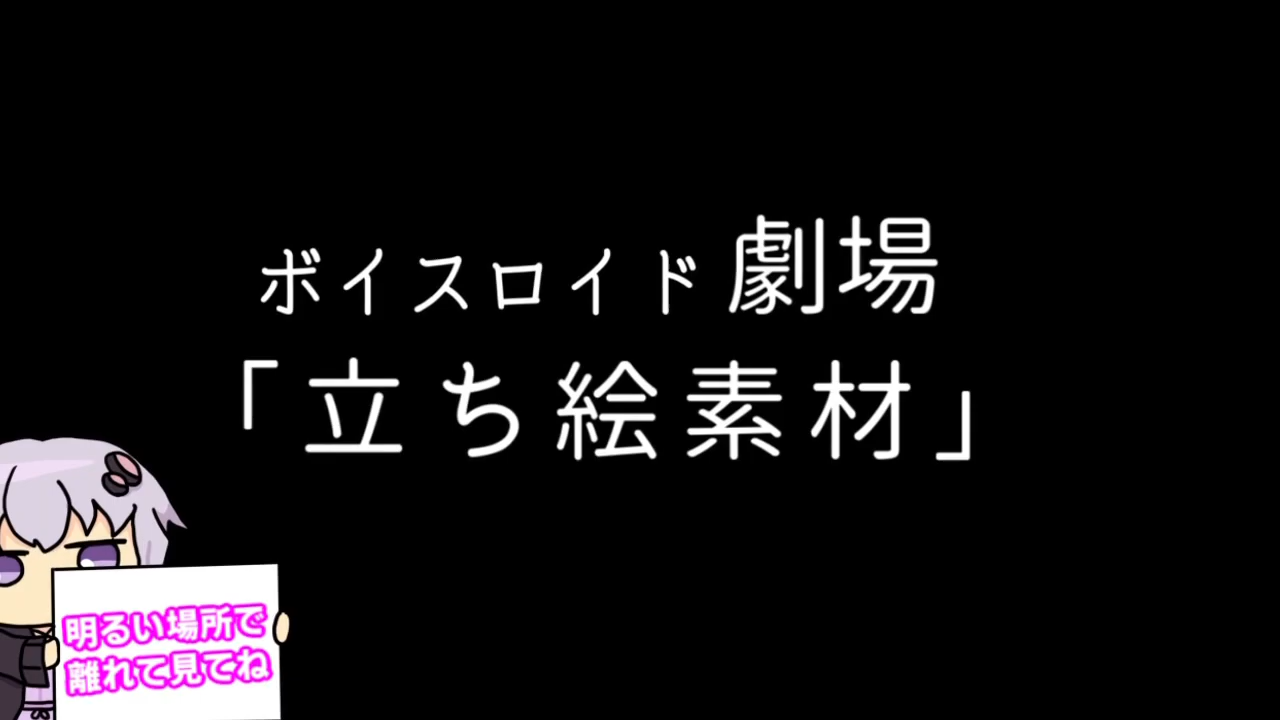 ボイスロイド劇場
「立ち絵素材」
明るい場所で
離れて見てね